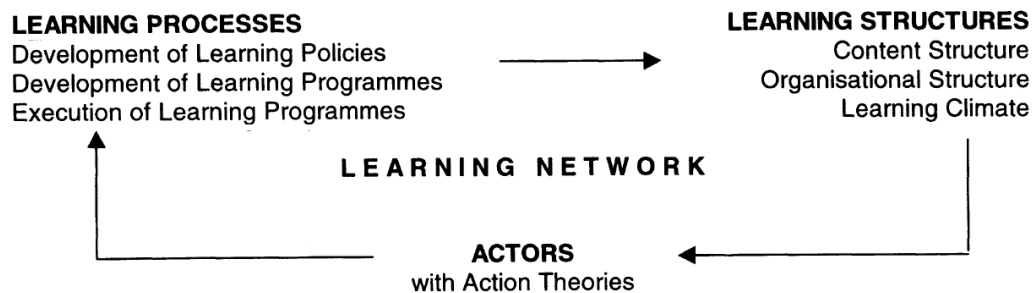 LEARNING PROCESSES
Development of Learning Policies
Development of Learning Programmes
Execution of Learning Programmes
LEARNING STRUCTURES
Content Structure
Organisational Structure
Learning Climate
LEARNING NETWORK
ACTORS
with Action Theories